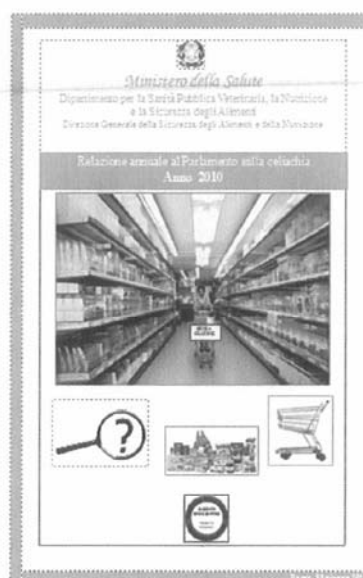 Ministero della Salute
Dipartimento per la Sanità Pubblica Veterinaria, la Nutrizione
e la Sicurezza degli Alimenti
Direzione Generale della Sicurezza degli Alimenti e della Nutrizione
Relazione annuale al Parlamento sulla celiachia
Anno 2010
?